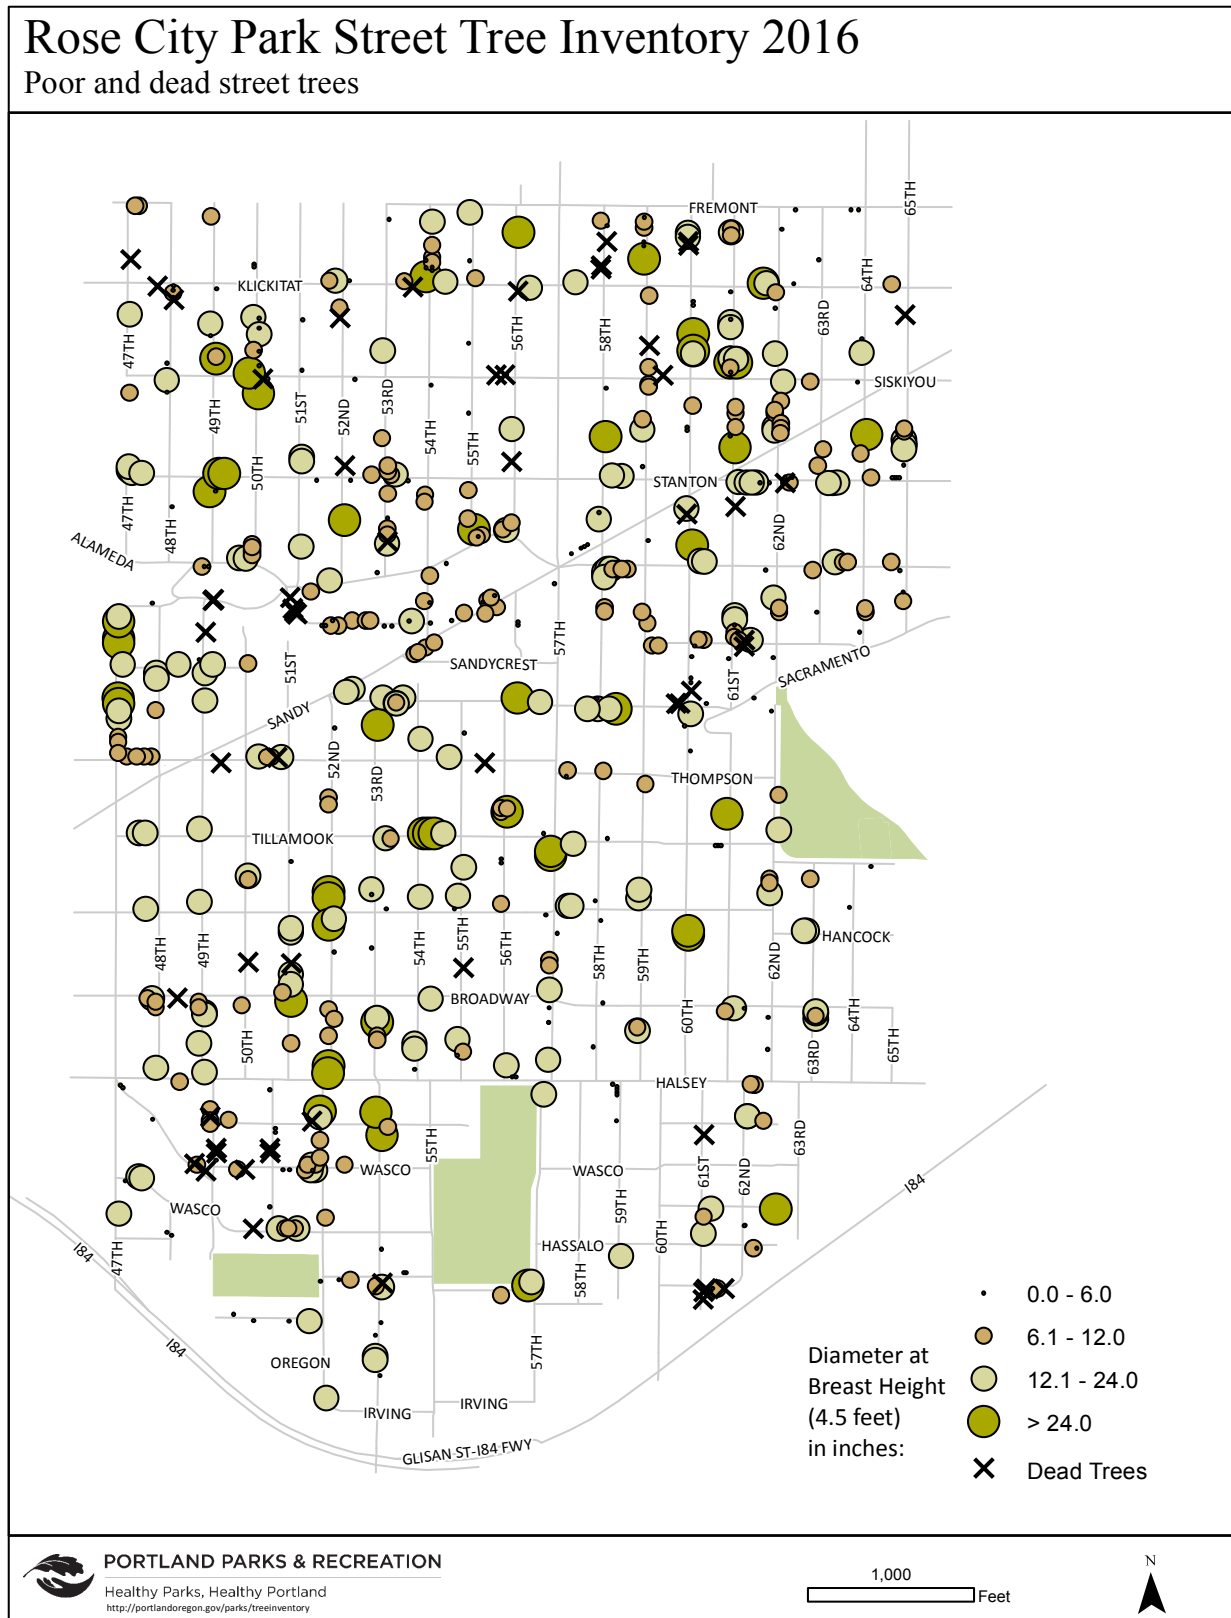 Rose City Park Street Tree Inventory 2016
Poor and dead street trees
FREMONT
65TH
64TH
KLICKITAT
47TH
56TH
58TH
63RD
SISKIYOU
49TH
51ST
52ND
53RD
54TH
55TH
50TH
STANTON
47TH
48TH
62ND
ALAMEDA
57TH
SANDYCREST
51ST
61ST
SACRAMENTO
SANDY
52ND
53RD
THOMPSON
TILLAMOOK
48TH
49TH
54TH
55TH
56TH
58TH
59TH
62ND
HANCOCK
BROADWAY
50TH
60TH
63RD
64TH
65TH
HALSEY
55TH
63RD
WASCO
WASCO
61ST
62ND
I84
WASCO
59TH
60TH
HASSALO
I84
47TH
58TH
I84
57TH
OREGON
IRVING
IRVING
GLISAN ST-I84 FWY
Diameter at
Breast Height
(4.5 feet)
in inches:
0.0 - 6.0
6.1 - 12.0
12.1 - 24.0
> 24.0
Dead Trees
PORTLAND PARKS & RECREATION
Healthy Parks, Healthy Portland
http://portlandoregon.gov/parks/treeinventory
1,000
Feet
N